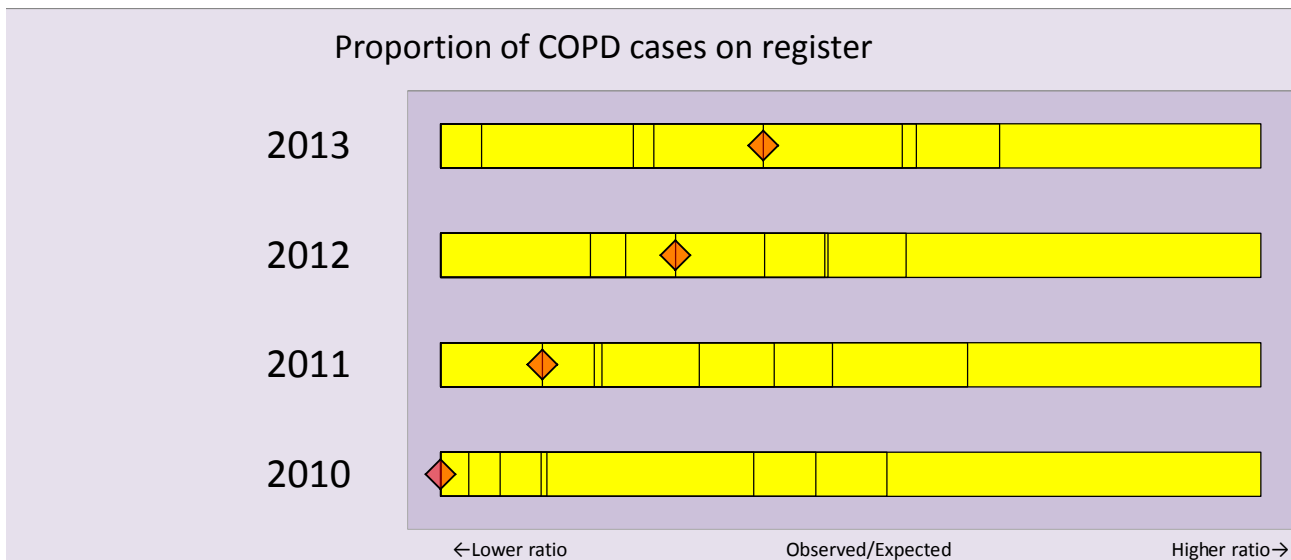 Proportion of COPD cases on register
2013
2012
2011
2010
←Lower ratio Observed/Expected Higher ratio→